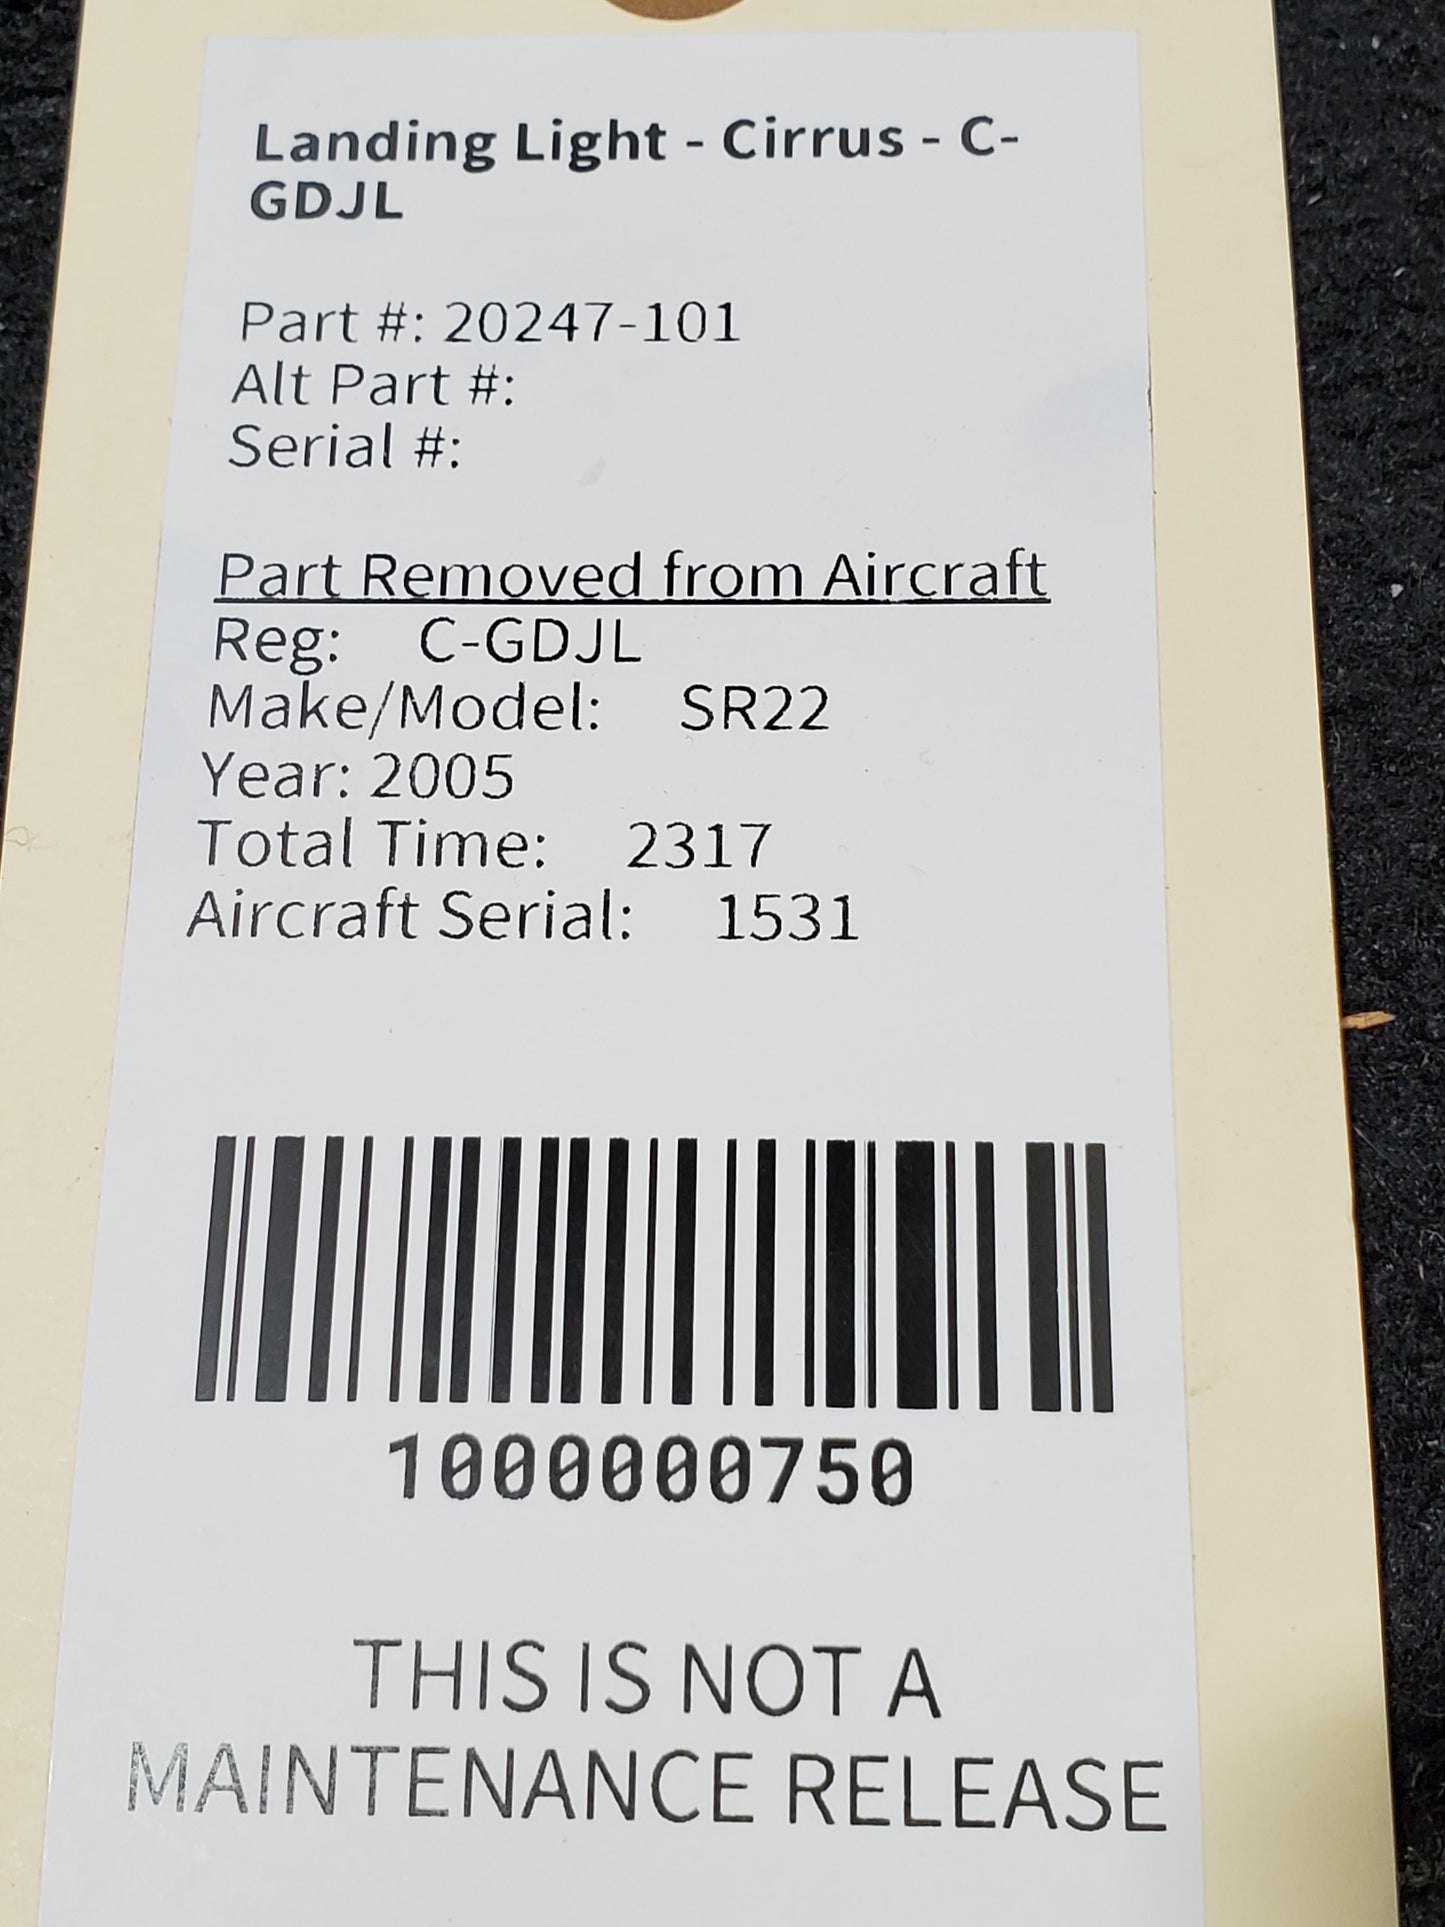 Landing Light - Cirrus - C-
GDJL
Part #: 20247-101
Alt Part #:
Serial #:
Part Removed from Aircraft
Reg: C-GDJL
Make/Model: SR22
Year: 2005
Total Time: 2317
Aircraft Serial: 1531
1000000750
THIS IS NOT A
MAINTENANCE RELEASE